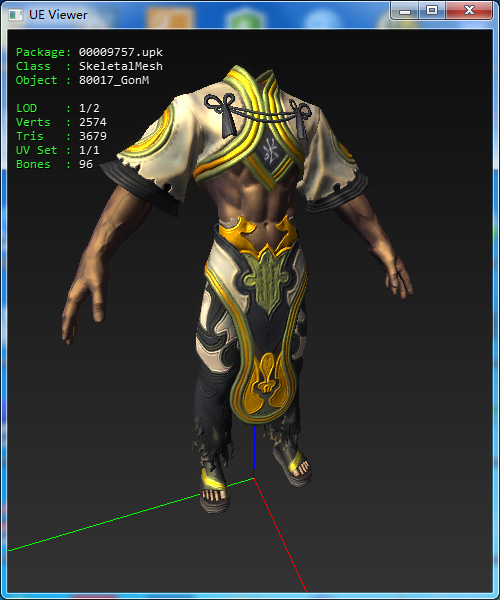 UE Viewer
Package: 00009757.upk
Class : SkeletalMesh
Object : 80017_GonM
LOD : 1/2
Verts : 2574
Tris : 3679
UV Set : 1/1
Bones : 96